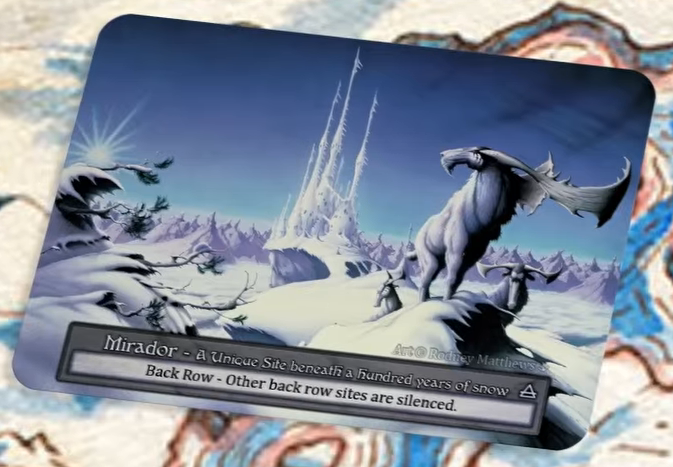 Art © Rodney Matthews
Mirador - A Unique Site beneath a hundred years of snow
Back Row - Other back row sites are silenced.